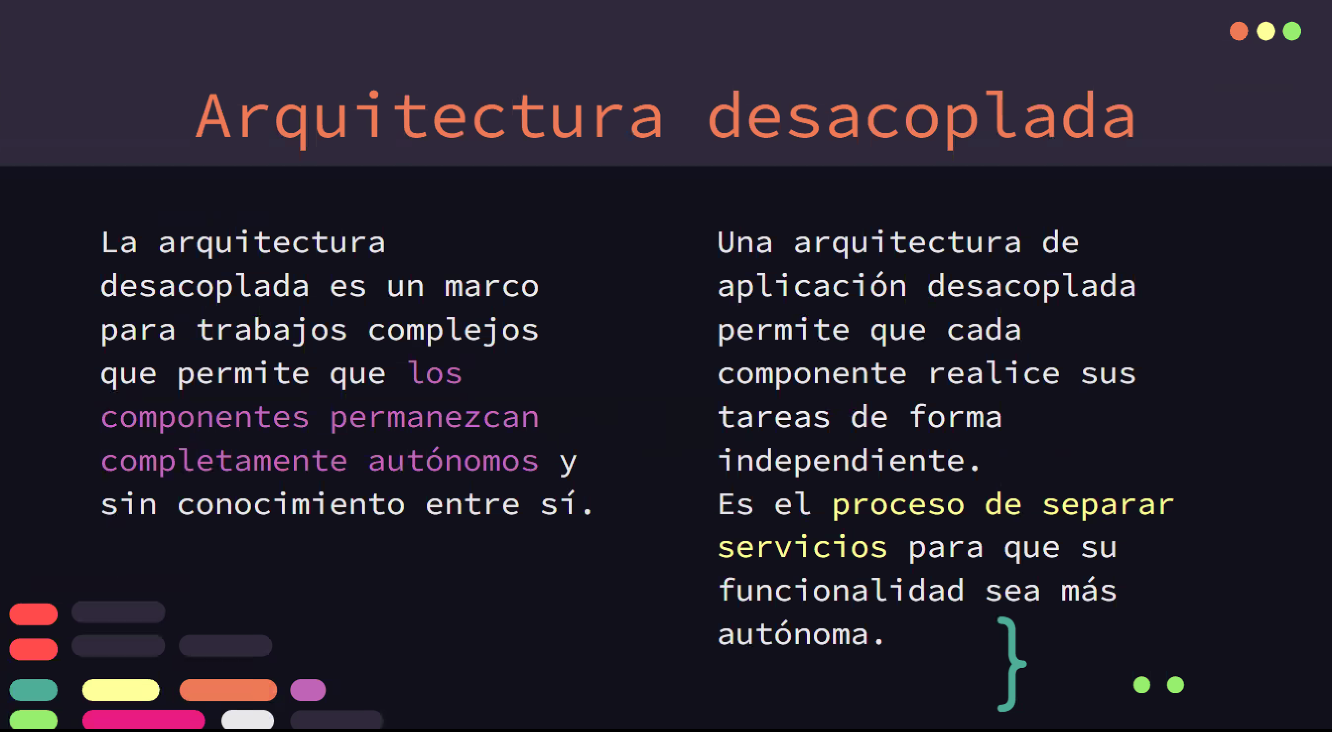 Arquitectura desacoplada
La arquitectura
desacoplada es un marco
para trabajos complejos
que permite que los
componentes permanezcan
completamente autónomos y
sin conocimiento entre sí.
Una arquitectura de
aplicación desacoplada
permite que cada
componente realice sus
tareas de forma
independiente.
Es el proceso de separar
servicios para que su
funcionalidad sea más
autónoma.
}